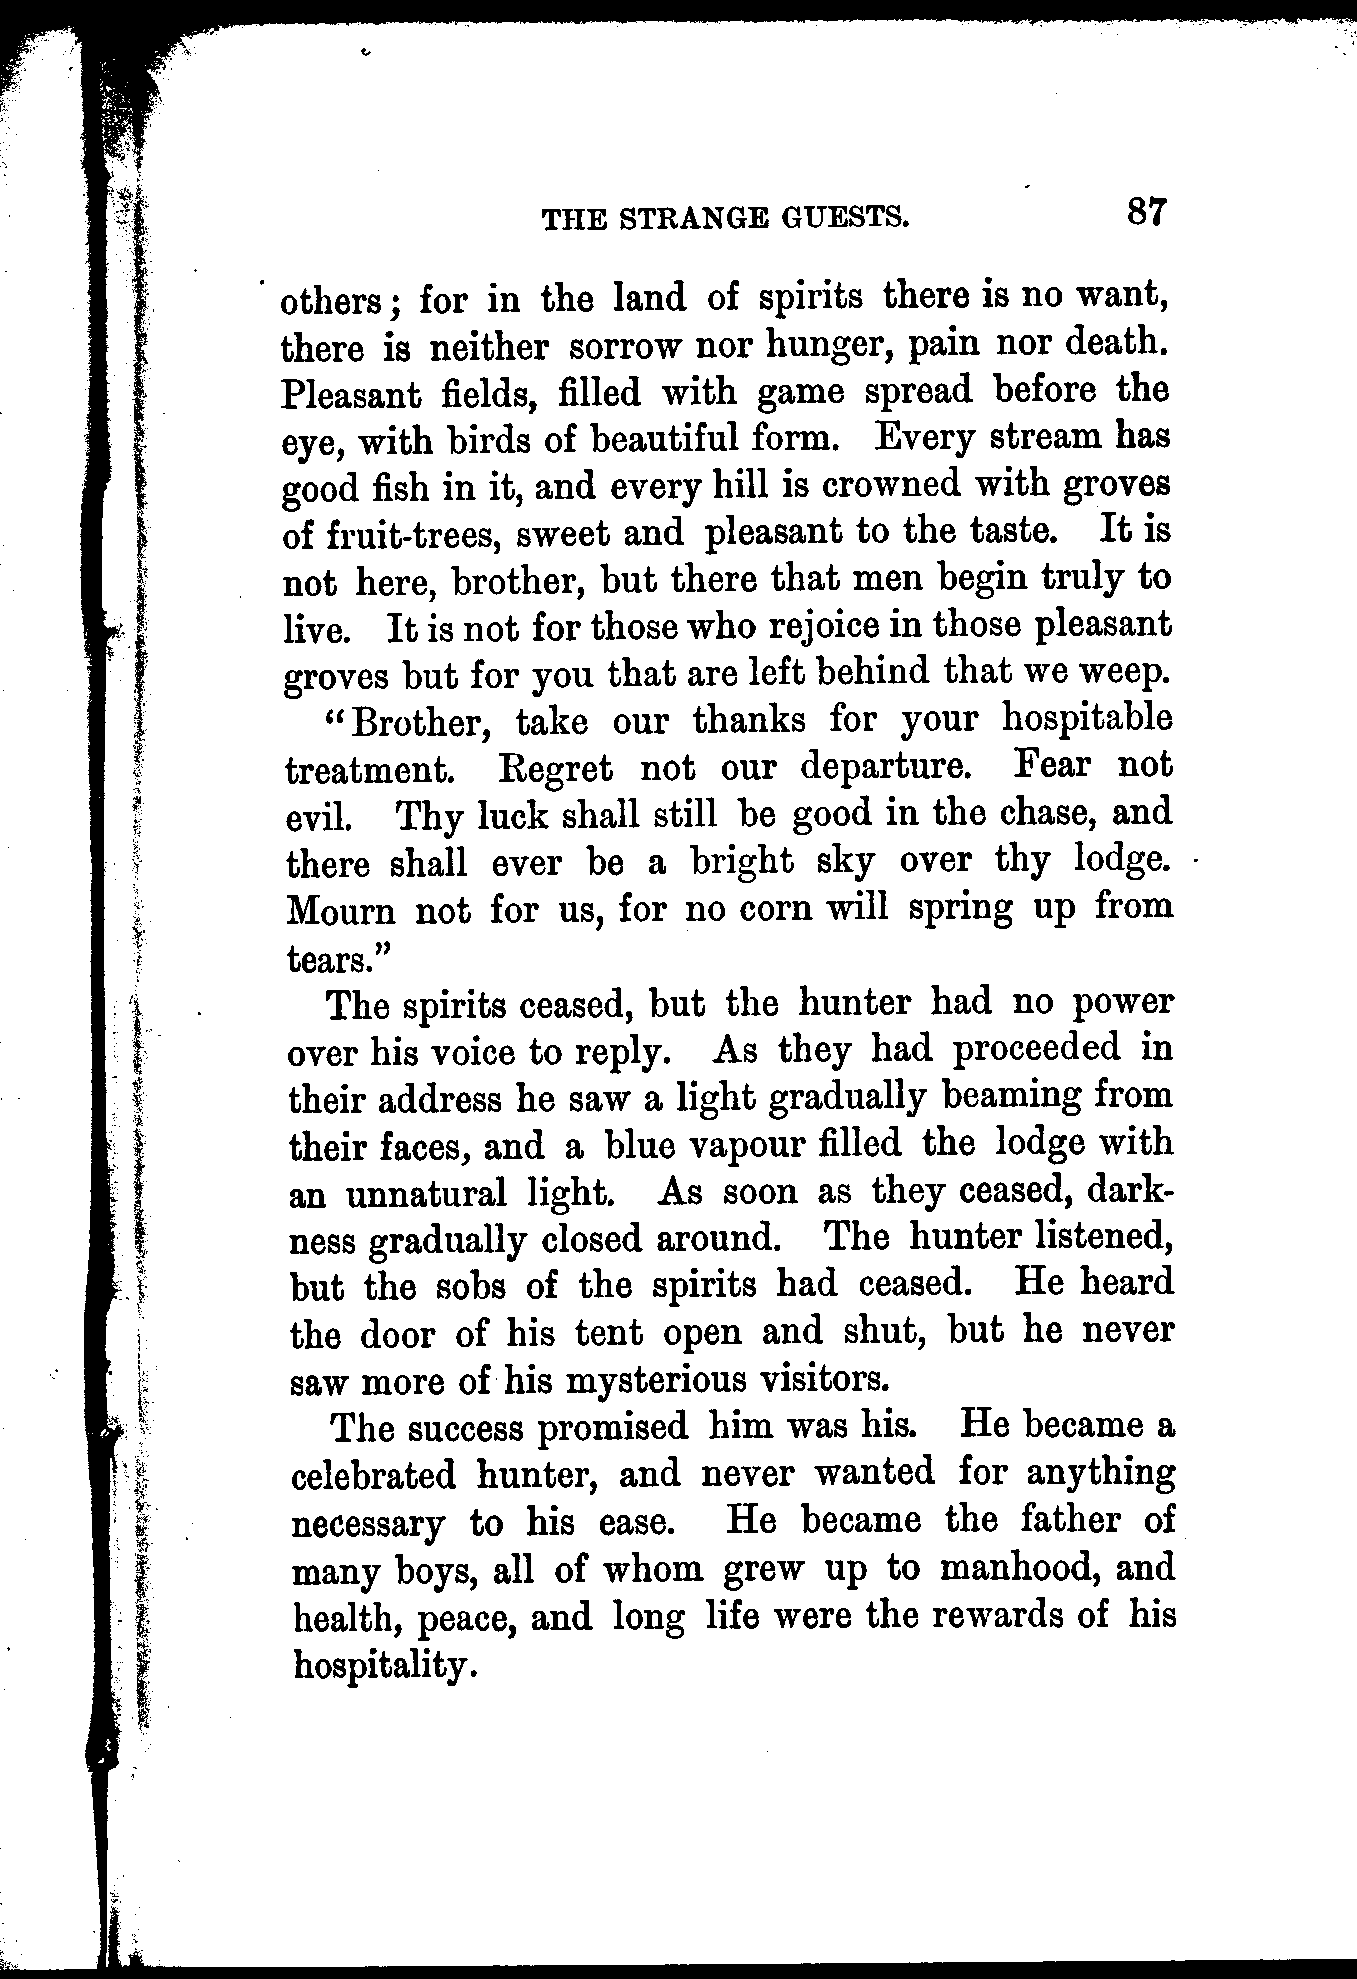 THE STRANGE GUESTS. 87
others; for in the land of spirits there is no want,
there is neither sorrow nor hunger, pain nor death.
Pleasant fields, filled with game spread before the
eye, with birds of beautiful form. Every stream has
good fish in it, and every hill is crowned with groves
of fruit-trees, sweet and pleasant to the taste. It is
not here, brother, but there that men begin truly to
live. It is not for those who rejoice in those pleasant
groves but for you that are left behind that we weep.
"Brother, take our thanks for your hospitable
treatment. Regret not our departure. Fear not
evil. Thy luck shall still be good in the chase, and
there shall ever be a bright sky over thy lodge.
Mourn not for us, for no corn will spring up from
tears."
The spirits ceased, but the hunter had no power
over his voice to reply. As they had proceeded in
their address he saw a light gradually beaming from
their faces, and a blue vapour filled the lodge with
an unnatural light. As soon as they ceased, dark-
ness gradually closed around. The hunter listened,
but the sobs of the spirits had ceased. He heard
the door of his tent open and shut, but he never
saw more of his mysterious visitors.
The success promised him was his. He became a
celebrated hunter, and never wanted for anything
necessary to his ease. He became the father of
many boys, all of whom grew up to manhood, and
health, peace, and long life were the rewards of his
hospitality.